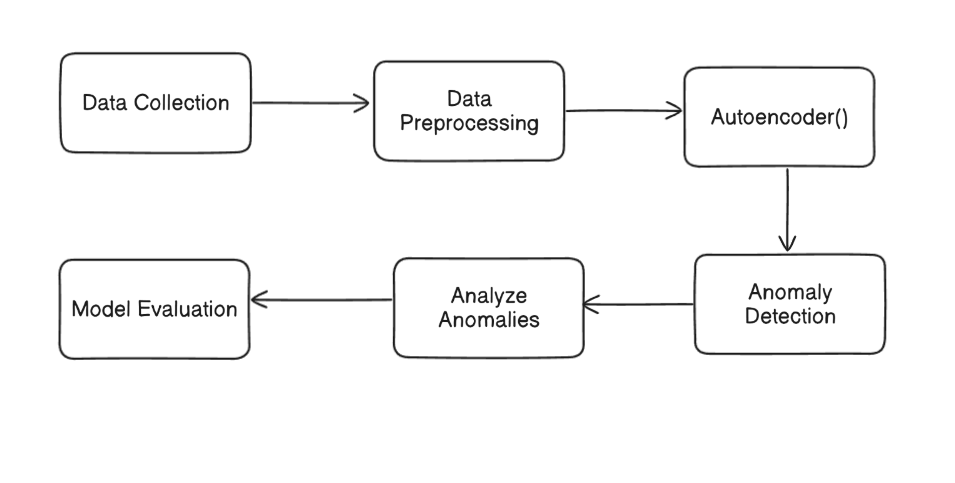 Data Collection
Data
Preprocessing
Autoencoder()
Anomaly
Detection
Analyze
Anomalies
Model Evaluation